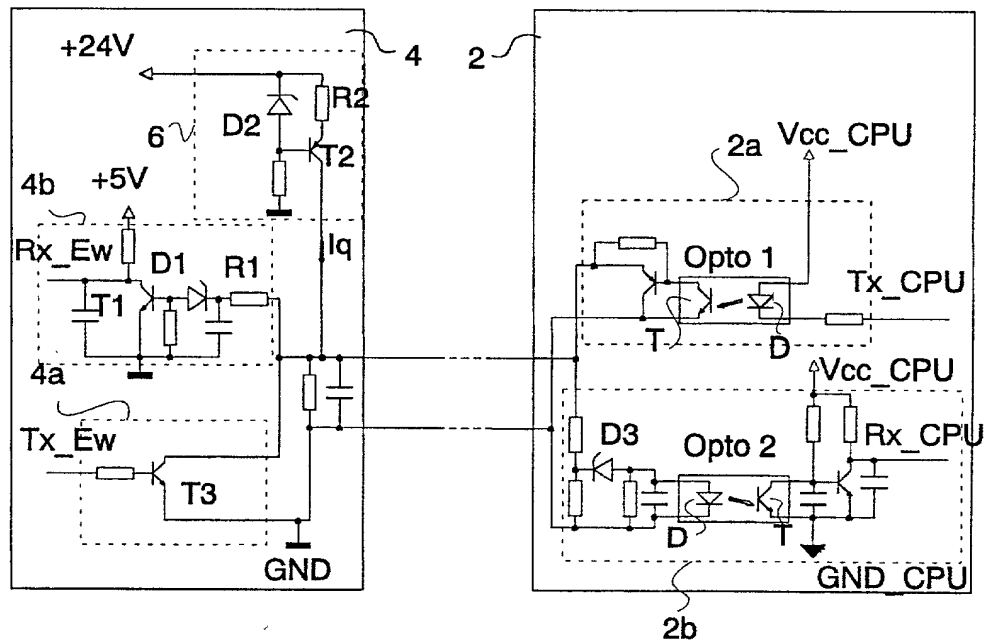 +24V
4
2
R2
D2
6
T2
Vcc_CPU
2a
+5V
4b
Iq
Rx_Ew
D1
R1
Opto 1
Tx_CPU
T1
T
D
4a
Vcc_CPU
Tx_Ew
D3
Opto 2
Rx_CPU
T3
D
T
GND
GND_CPU
2b